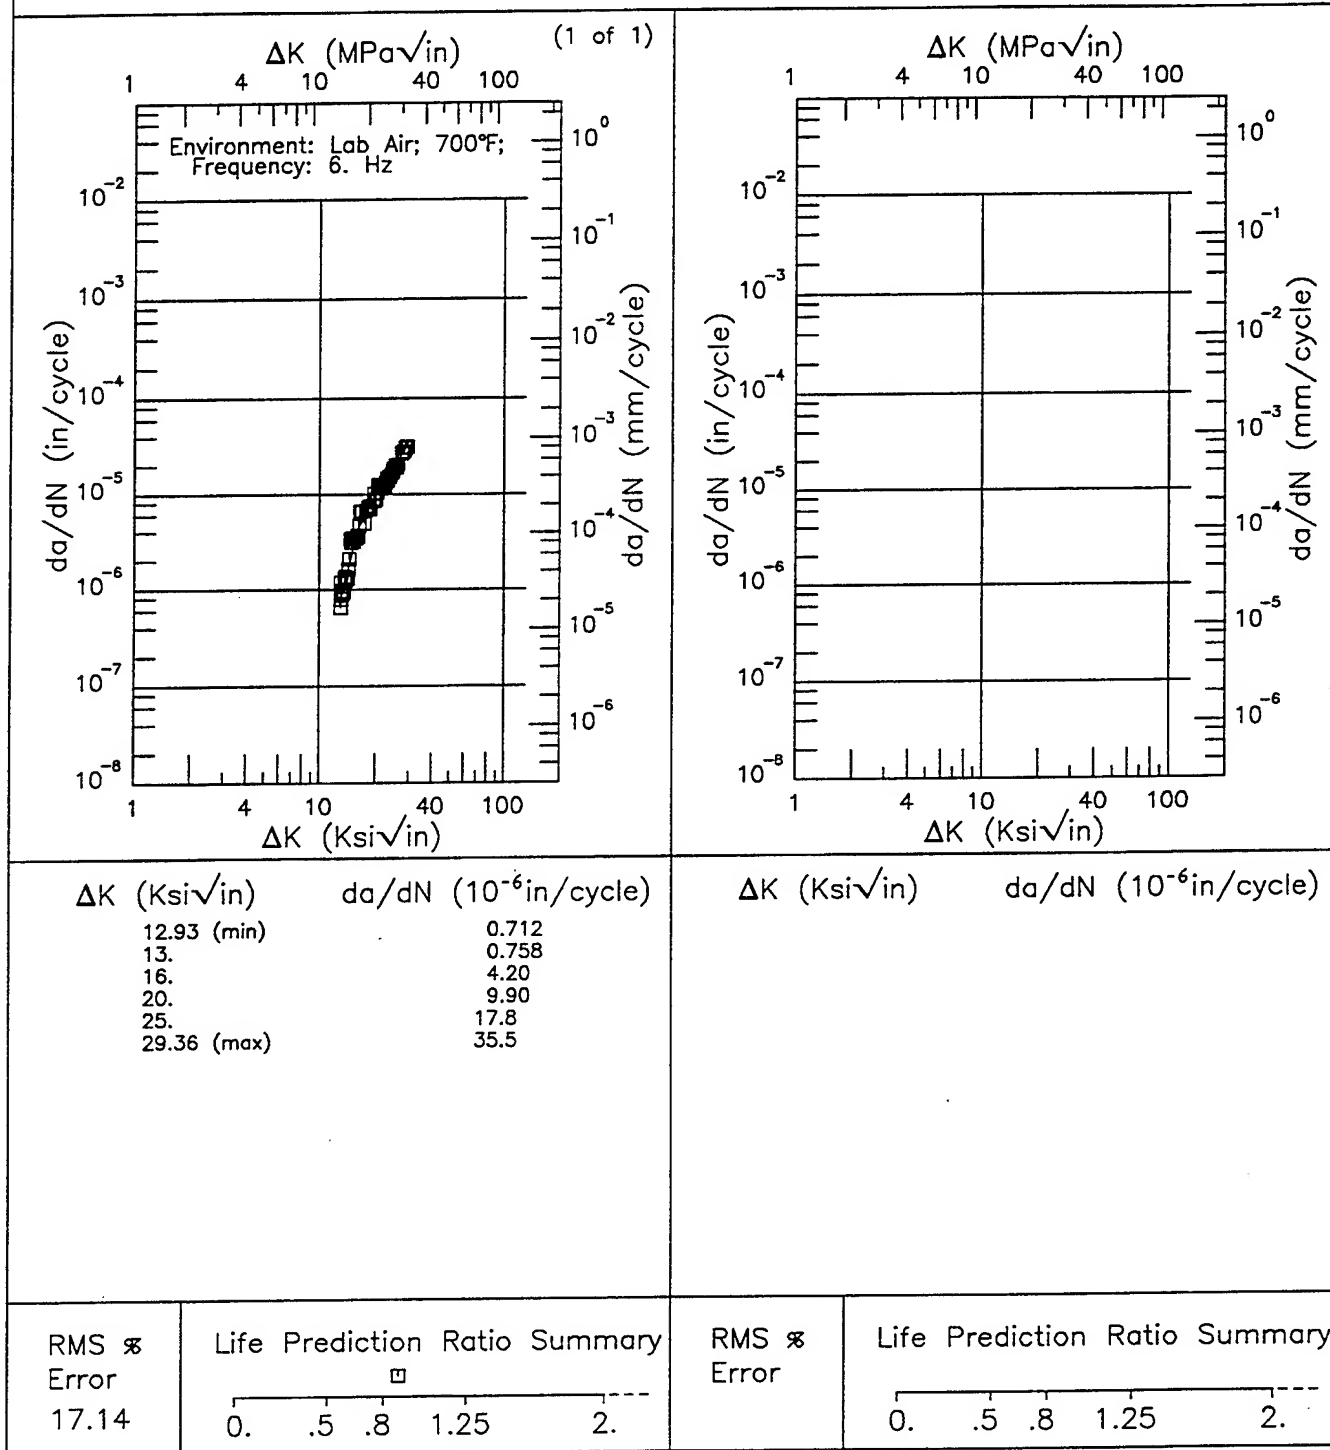 (1 of 1)
ΔK (MPa√in)
1 4 10 40 100
Environment: Lab Air; 700°F;
Frequency: 6. Hz
da/dN (in/cycle)
10⁻²
10⁻³
10⁻⁴
10⁻⁵
10⁻⁶
10⁻⁷
10⁻⁸
da/dN (mm/cycle)
10⁰
10⁻¹
10⁻²
10⁻³
10⁻⁴
10⁻⁵
10⁻⁶
1 4 10 40 100
ΔK (Ksi√in)
ΔK (MPa√in)
1 4 10 40 100
da/dN (in/cycle)
10⁻²
10⁻³
10⁻⁴
10⁻⁵
10⁻⁶
10⁻⁷
10⁻⁸
da/dN (mm/cycle)
10⁰
10⁻¹
10⁻²
10⁻³
10⁻⁴
10⁻⁵
10⁻⁶
1 4 10 40 100
ΔK (Ksi√in)
ΔK (Ksi√in) da/dN (10⁻⁶in/cycle)
12.93 (min) 0.712
13. 0.758
16. 4.20
20. 9.90
25. 17.8
29.36 (max) 35.5
ΔK (Ksi√in) da/dN (10⁻⁶in/cycle)
RMS %
Error
17.14
Life Prediction Ratio Summary
0. .5 .8 1.25 2.
RMS %
Error
Life Prediction Ratio Summary
0. .5 .8 1.25 2.